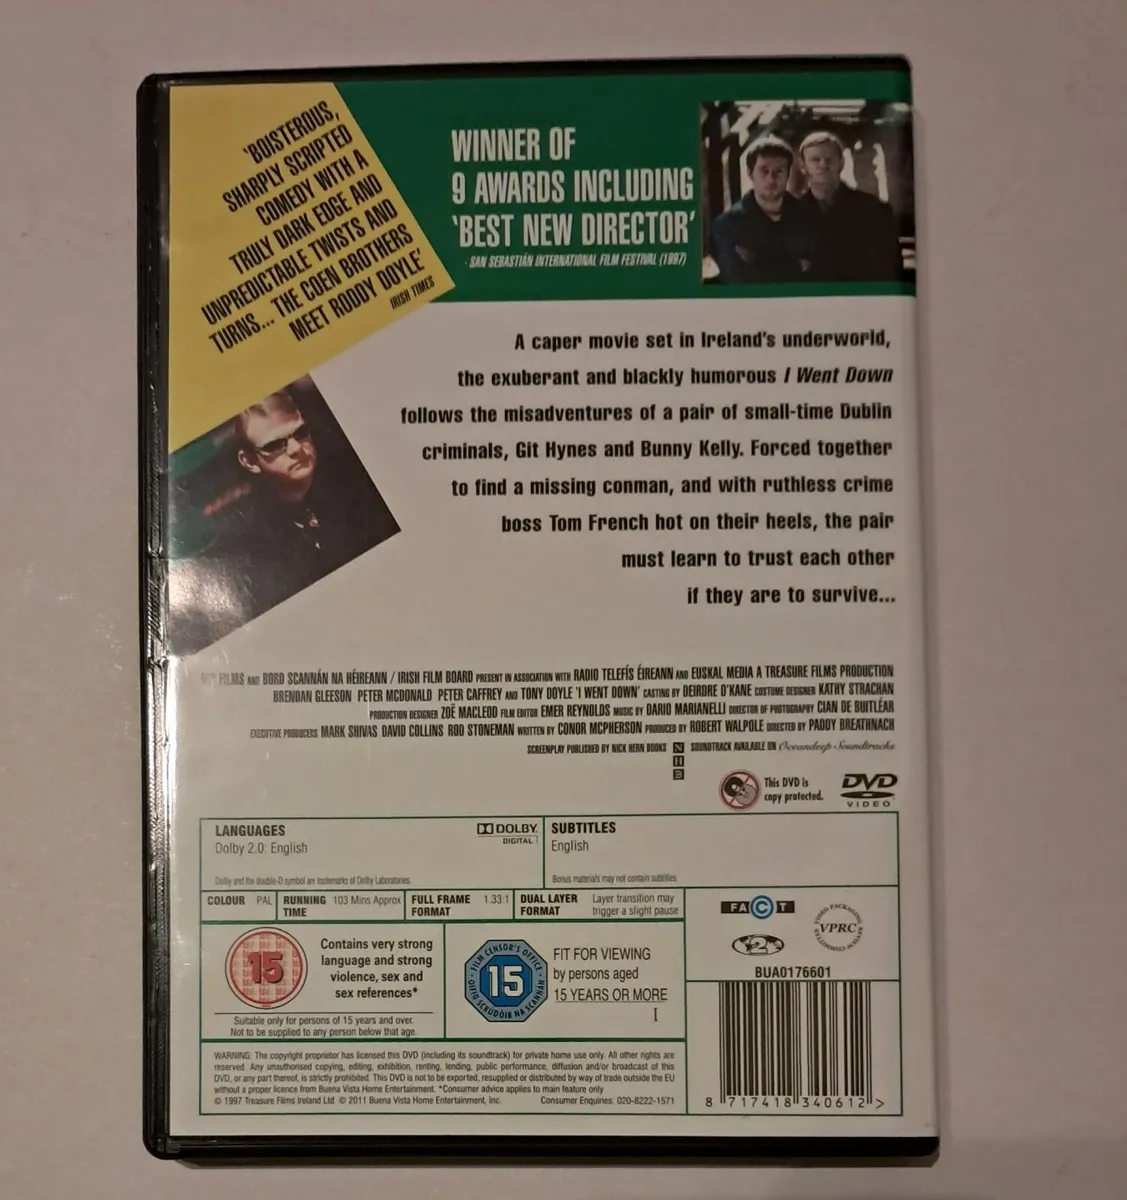 'BOISTEROUS,
SHARPLY SCRIPTED
COMEDY WITH A
TRULY DARK EDGE AND
UNPREDICTABLE TWISTS AND
TURNS... THE COEN BROTHERS
MEET RODDY DOYLE'
IRISH TIMES
WINNER OF
9 AWARDS INCLUDING
'BEST NEW DIRECTOR'
- SAN SEBASTIÁN INTERNATIONAL FILM FESTIVAL (1997)
A caper movie set in Ireland's underworld,
the exuberant and blackly humorous I Went Down
follows the misadventures of a pair of small-time Dublin
criminals, Git Hynes and Bunny Kelly. Forced together
to find a missing conman, and with ruthless crime
boss Tom French hot on their heels, the pair
must learn to trust each other
if they are to survive...
FILMS AND BORD SCANNÁN NA HÉIREANN / IRISH FILM BOARD PRESENT IN ASSOCIATION WITH RADIO TELEFÍS ÉIREANN AND EUSKAL MEDIA A TREASURE FILMS PRODUCTION
BRENDAN GLEESON PETER MCDONALD PETER CAFFREY AND TONY DOYLE 'I WENT DOWN' CASTING BY DEIRDRE O'KANE COSTUME DESIGNER KATHY STRACHAN
PRODUCTION DESIGNER ZOË MACLEOD FILM EDITOR EMER REYNOLDS MUSIC BY DARIO MARIANELLI DIRECTOR OF PHOTOGRAPHY CIAN DE BUITLÉAR
EXECUTIVE PRODUCERS MARK SHIVAS DAVID COLLINS ROD STONEMAN WRITTEN BY CONOR MCPHERSON PRODUCED BY ROBERT WALPOLE DIRECTED BY PADDY BREATHNACH
SCREENPLAY PUBLISHED BY NICK HERN BOOKS N H B SOUNDTRACK AVAILABLE ON Oceandeep Soundtracks
This DVD is
copy protected.
DVD
VIDEO
LANGUAGES
Dolby 2.0: English
DOLBY
DIGITAL
Dolby and the double-D symbol are trademarks of Dolby Laboratories.
SUBTITLES
English
Bonus materials may not contain subtitles.
COLOUR PAL
RUNNING TIME 103 Mins Approx
FULL FRAME FORMAT 1.33:1
DUAL LAYER FORMAT Layer transition may trigger a slight pause
15
Contains very strong
language and strong
violence, sex and
sex references*
Suitable only for persons of 15 years and over.
Not to be supplied to any person below that age.
FILM CENSOR'S OFFICE
15
OIFIG SCRÚDÓIR NA SCANNÁN
FIT FOR VIEWING
by persons aged
15 YEARS OR MORE
[
FACT
2
VIDEO PACKAGING REVIEW COMMITTEE
VPRC
BUA0176601
8 717418 340612 >
WARNING: The copyright proprietor has licensed this DVD (including its soundtrack) for private home use only. All other rights are
reserved. Any unauthorised copying, editing, exhibition, renting, lending, public performance, diffusion and/or broadcast of this
DVD, or any part thereof, is strictly prohibited. This DVD is not to be exported, resupplied or distributed by way of trade outside the EU
without a proper licence from Buena Vista Home Entertainment. *Consumer advice applies to main feature only
© 1997 Treasure Films Ireland Ltd. © 2011 Buena Vista Home Entertainment, Inc. Consumer Enquiries: 020-8222-1571